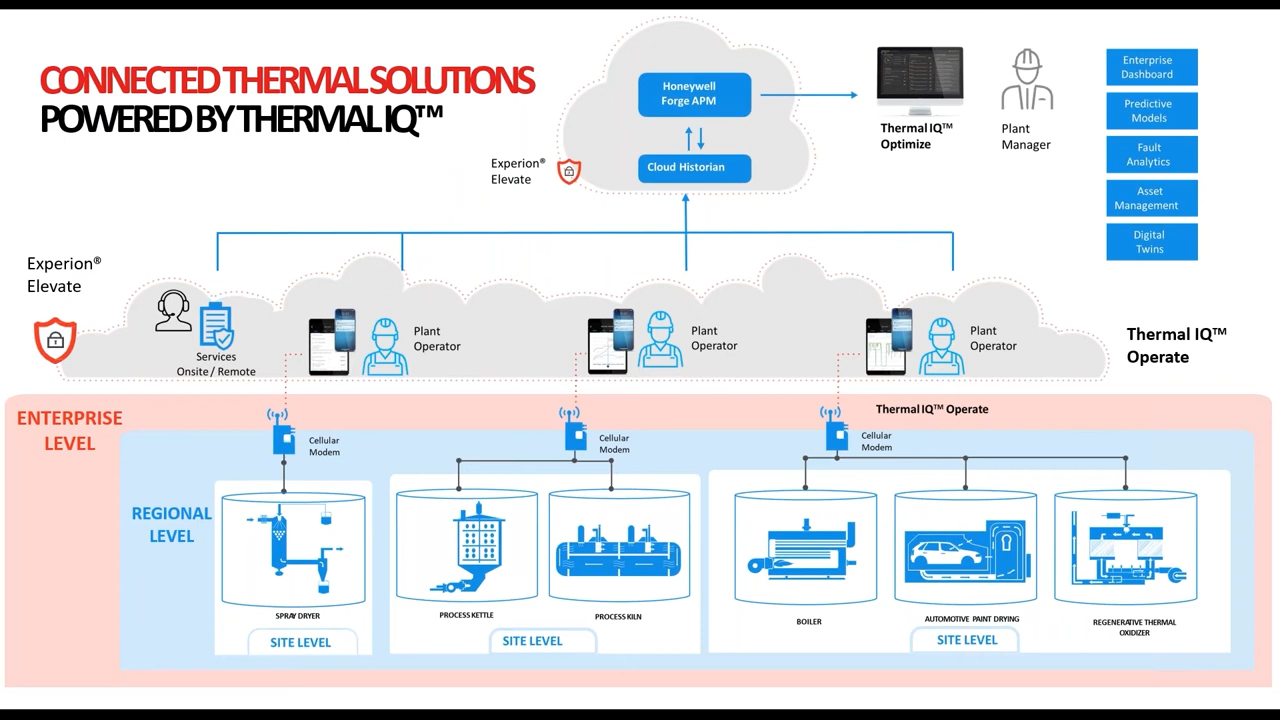 CONNECTED THERMAL SOLUTIONS
POWERED BY THERMAL IQ™
Honeywell
Forge APM
Cloud Historian
Experion®
Elevate
Thermal IQ™
Optimize
Plant
Manager
Enterprise
Dashboard
Predictive
Models
Fault
Analytics
Asset
Management
Digital
Twins
Experion®
Elevate
Services
Onsite / Remote
Plant
Operator
Plant
Operator
Plant
Operator
Thermal IQ™
Operate
ENTERPRISE
LEVEL
Thermal IQ™ Operate
Cellular
Modem
Cellular
Modem
Cellular
Modem
REGIONAL
LEVEL
SPRAY DRYER
PROCESS KETTLE
PROCESS KILN
BOILER
AUTOMOTIVE PAINT DRYING
REGENERATIVE THERMAL
OXIDIZER
SITE LEVEL
SITE LEVEL
SITE LEVEL